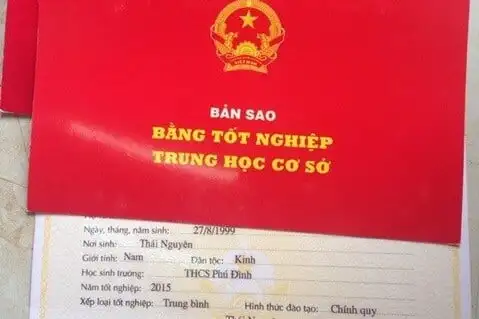 BẢN SAO
BẰNG TỐT NGHIỆP
TRUNG HỌC CƠ SỞ
Ngày, tháng, năm sinh: 27/8/1999
Nơi sinh: Thái Nguyên
Giới tính: Nam Dân tộc: Kinh
Học sinh trường: THCS Phú Đình
Năm tốt nghiệp: 2015
Xếp loại tốt nghiệp: Trung bình Hình thức đào tạo: Chính quy